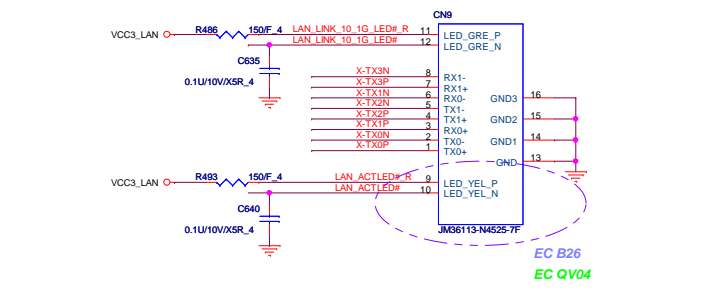 CN9
VCC3_LAN R486 150/F_4 LAN_LINK_10_1G_LED#_R 11 LED_GRE_P
LAN_LINK_10_1G_LED# 12 LED_GRE_N
C635
0.1U/10V/X5R_4
X-TX3N 8 RX1-
X-TX3P 7 RX1+
X-TX1N 6 RX0- GND3 16
X-TX2N 5 TX1-
X-TX2P 4 TX1+ GND2 15
X-TX1P 3 RX0+
X-TX0N 2 TX0- GND1 14
X-TX0P 1 TX0+
GND 13
VCC3_LAN R493 150/F_4 LAN_ACTLED#_R 9 LED_YEL_P
LAN_ACTLED# 10 LED_YEL_N
C640
0.1U/10V/X5R_4
JM36113-N4525-7F
EC B26
EC QV04